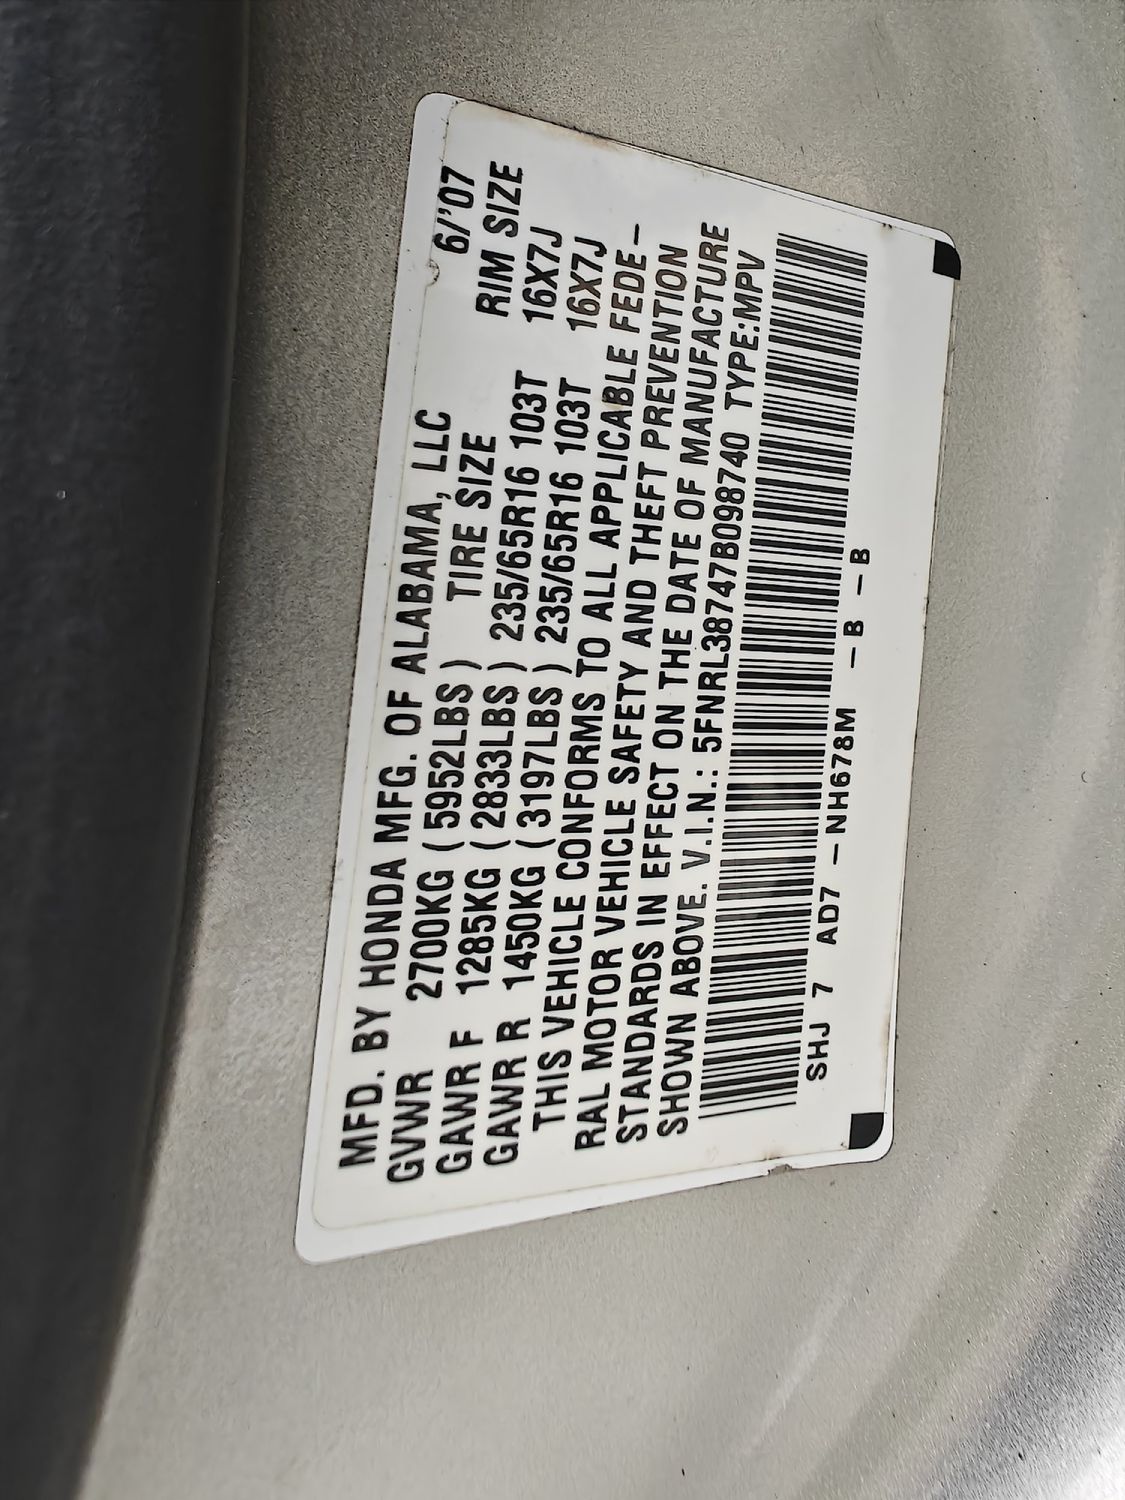 MFD. BY HONDA MFG. OF ALABAMA, LLC 6/'07
GVWR 2700KG ( 5952LBS ) TIRE SIZE RIM SIZE
GAWR F 1285KG ( 2833LBS ) 235/65R16 103T 16X7J
GAWR R 1450KG ( 3197LBS ) 235/65R16 103T 16X7J
THIS VEHICLE CONFORMS TO ALL APPLICABLE FEDE-
RAL MOTOR VEHICLE SAFETY AND THEFT PREVENTION
STANDARDS IN EFFECT ON THE DATE OF MANUFACTURE
SHOWN ABOVE. V.I.N.: 5FNRL38747B098740 TYPE:MPV
SHJ 7 AD7 -NH678M -B -B